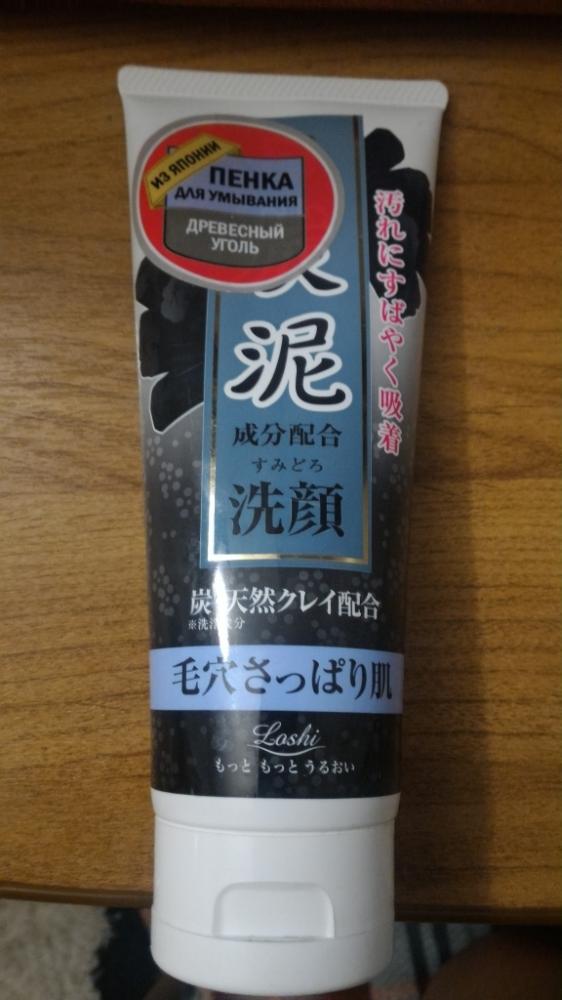 ИЗ ЯПОНИИ
ПЕНКА
ДЛЯ УМЫВАНИЯ
ДРЕВЕСНЫЙ
УГОЛЬ
汚れにすばやく吸着
泥
成分配合
すみどろ
洗顔
炭 天然クレイ配合
毛穴さっぱり肌
Loshi
もっと もっと うるおい